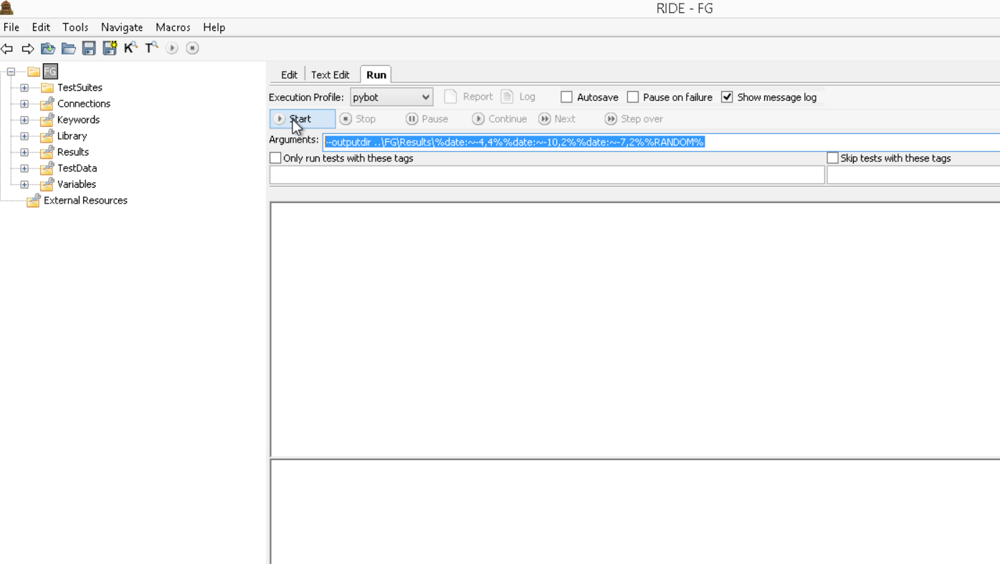 RIDE - FG
File Edit Tools Navigate Macros Help
K T
FG
TestSuites
Connections
Keywords
Library
Results
TestData
Variables
External Resources
Edit Text Edit Run
Execution Profile: pybot Report Log Autosave Pause on failure Show message log
Start Stop Pause Continue Next Step over
Arguments: --outputdir ..\FG\Results\%date:~-4,4%%date:~-10,2%%date:~-7,2%%RANDOM%
Only run tests with these tags Skip tests with these tags